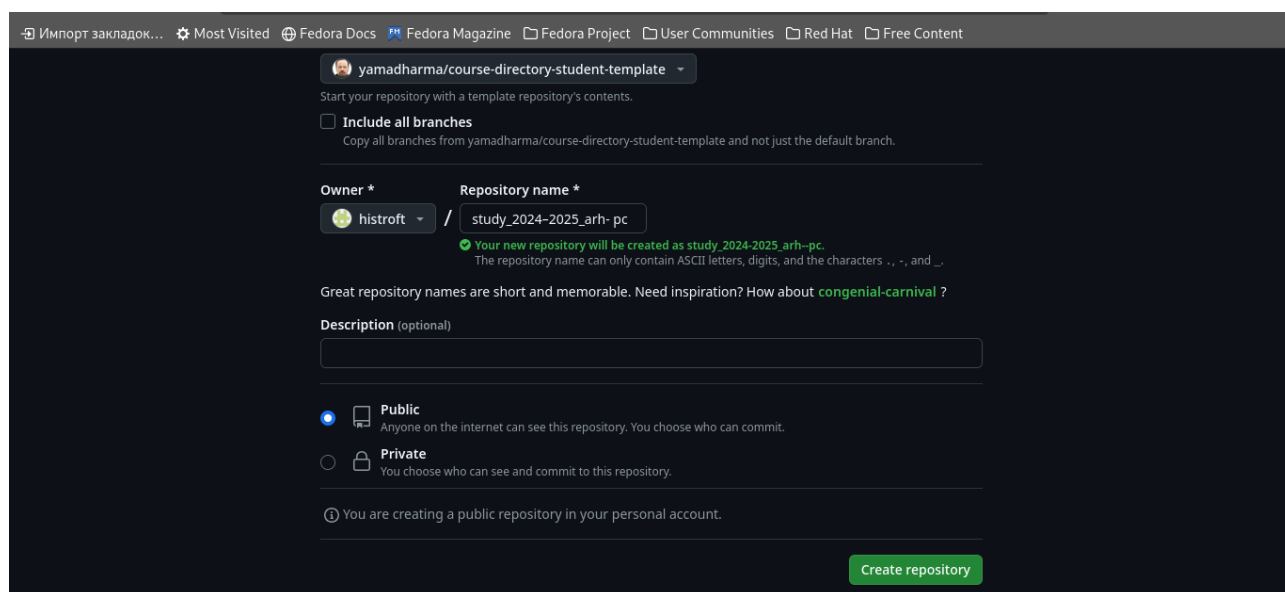 Импорт закладок... Most Visited Fedora Docs Fedora Magazine Fedora Project User Communities Red Hat Free Content
yamadharma/course-directory-student-template
Start your repository with a template repository's contents.
Include all branches
Copy all branches from yamadharma/course-directory-student-template and not just the default branch.
Owner * Repository name *
histroft / study_2024–2025_arh- pc
Your new repository will be created as study_2024-2025_arh--pc.
The repository name can only contain ASCII letters, digits, and the characters ., -, and _.
Great repository names are short and memorable. Need inspiration? How about congenial-carnival ?
Description (optional)
Public
Anyone on the internet can see this repository. You choose who can commit.
Private
You choose who can see and commit to this repository.
You are creating a public repository in your personal account.
Create repository